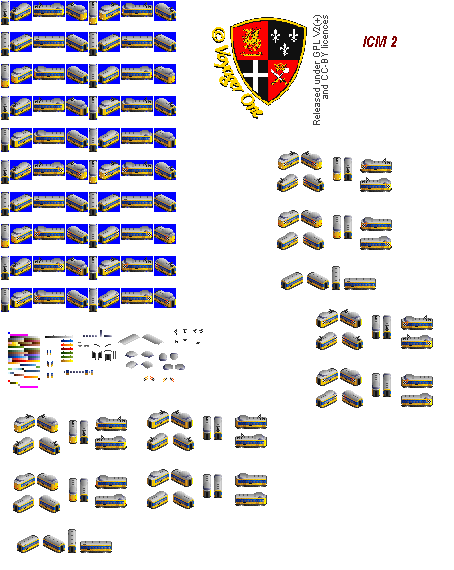 © Voyager One
Released under GPL V2(+)
and CC-BY licences
ICM 2